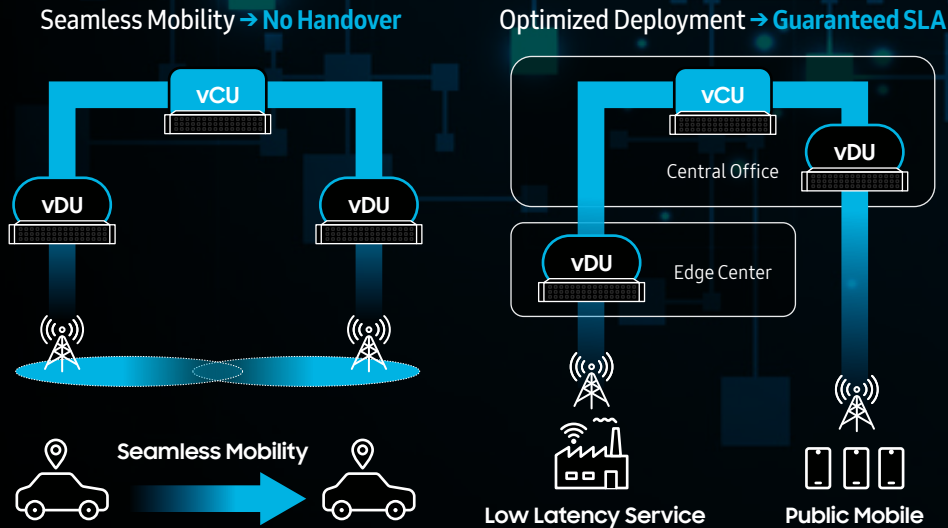 Seamless Mobility → No Handover
vCU
vDU
vDU
Seamless Mobility
Optimized Deployment → Guaranteed SLA
vCU
vDU
Central Office
vDU
Edge Center
Low Latency Service
Public Mobile